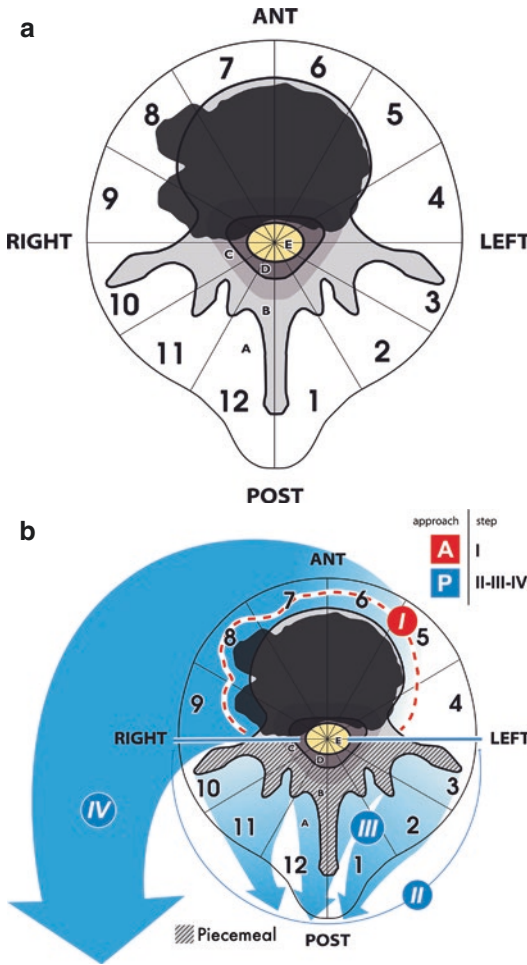 a
ANT
7 6
8 5
9 4
RIGHT LEFT
E
C
D
10 3
B
11 2
A
12 1
POST
b
approach step
A I
P II-III-IV
ANT
7 6
I
8 5
9 4
RIGHT LEFT
E
C
D
10 3
B
IV
11 A III 2
12 1
II
Piecemeal
POST